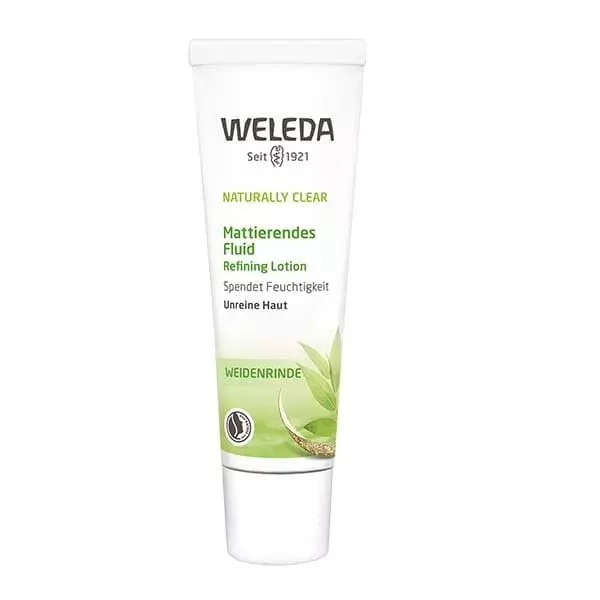 WELEDA
Seit 1921
NATURALLY CLEAR
Mattierendes
Fluid
Refining Lotion
Spendet Feuchtigkeit
Unreine Haut
WEIDENRINDE